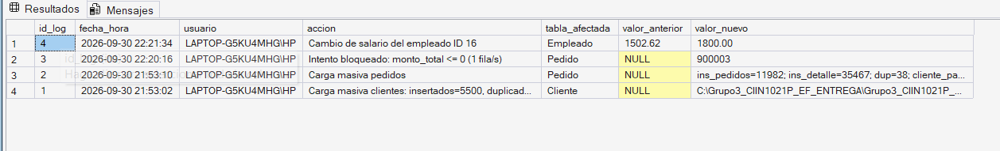 Resultados Mensajes
id_log fecha_hora usuario accion tabla_afectada valor_anterior valor_nuevo
1 4 2026-09-30 22:21:34 LAPTOP-G5KU4MHG\HP Cambio de salario del empleado ID 16 Empleado 1502.62 1800.00
2 3 2026-09-30 22:20:16 LAPTOP-G5KU4MHG\HP Intento bloqueado: monto_total <= 0 (1 fila/s) Pedido NULL 900003
3 2 2026-09-30 21:53:10 LAPTOP-G5KU4MHG\HP Carga masiva pedidos Pedido NULL ins_pedidos=11982; ins_detalle=35467; dup=38; cliente_pa...
4 1 2026-09-30 21:53:02 LAPTOP-G5KU4MHG\HP Carga masiva clientes: insertados=5500, duplicad... Cliente NULL C:\Grupo3_CIIN1021P_EF_ENTREGA\Grupo3_CIIN1021P_...